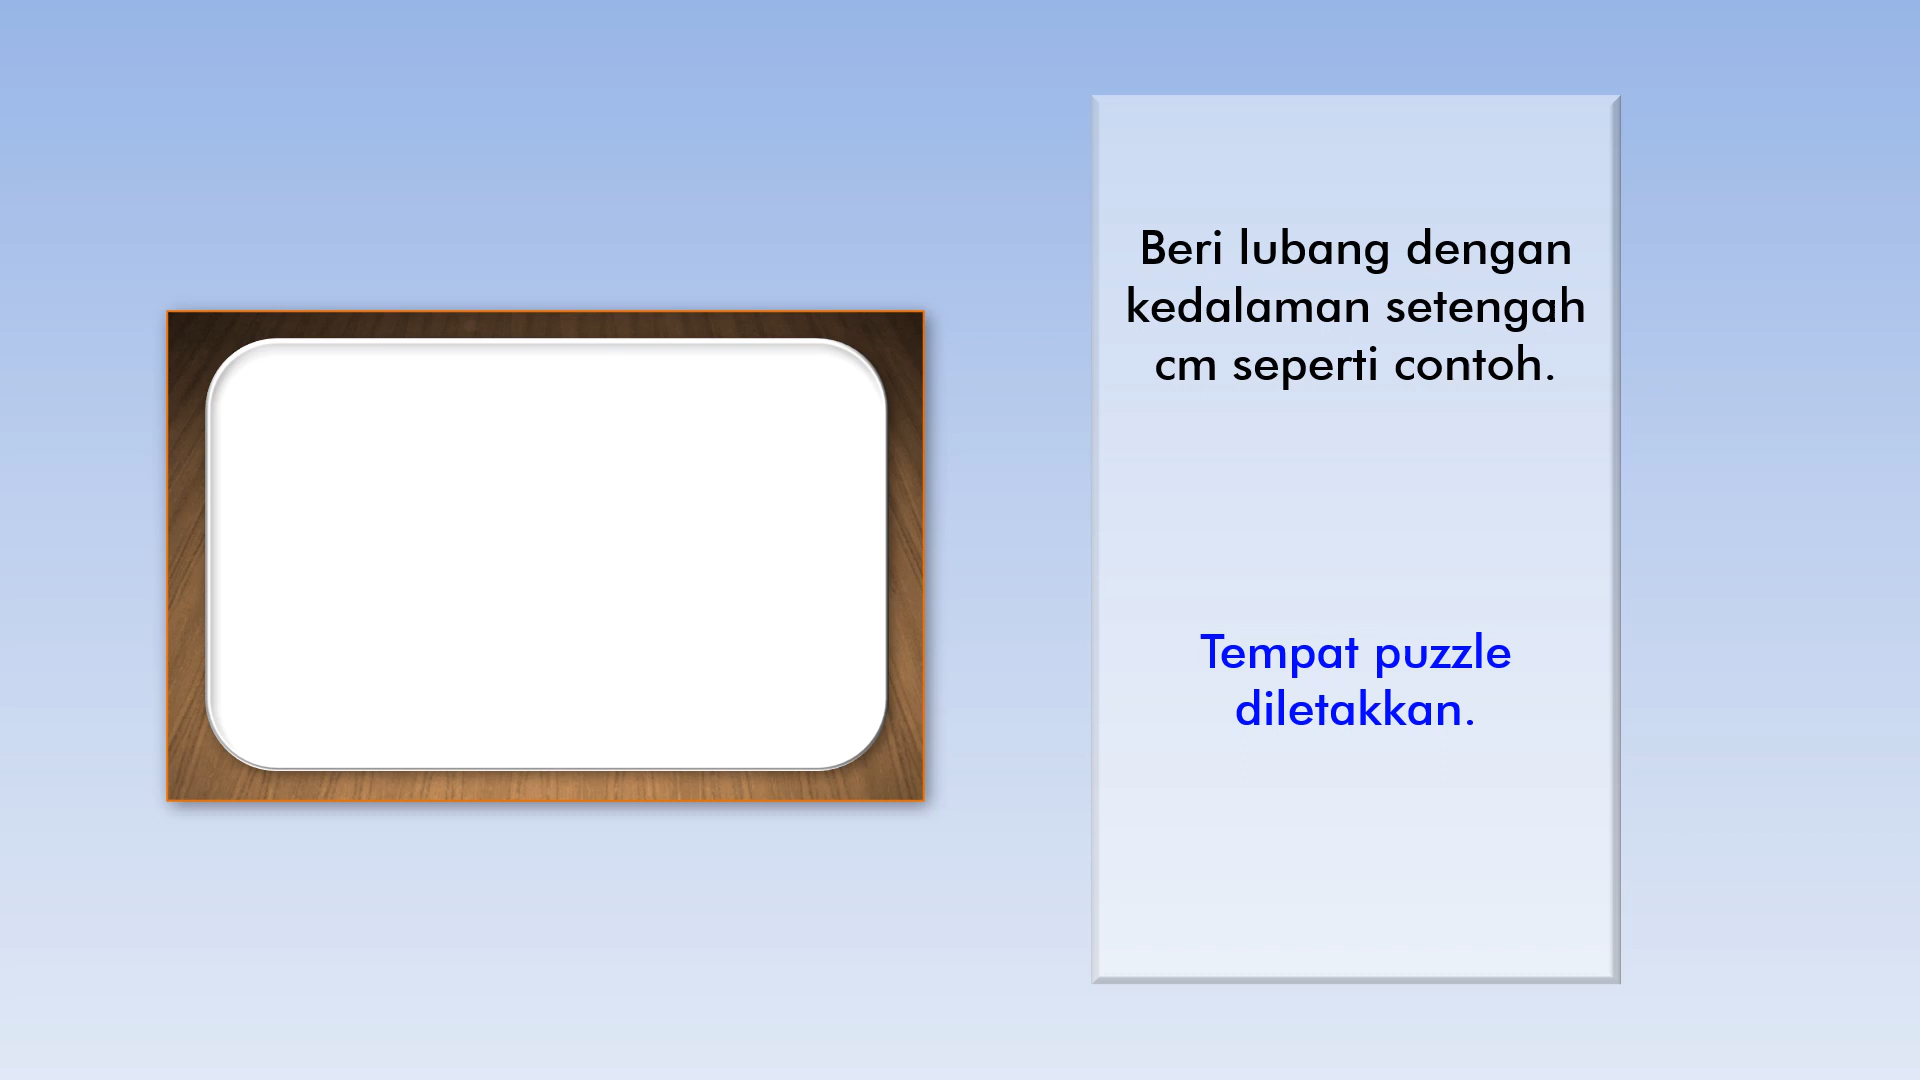 Beri lubang dengan
kedalaman setengah
cm seperti contoh.
Tempat puzzle
diletakkan.